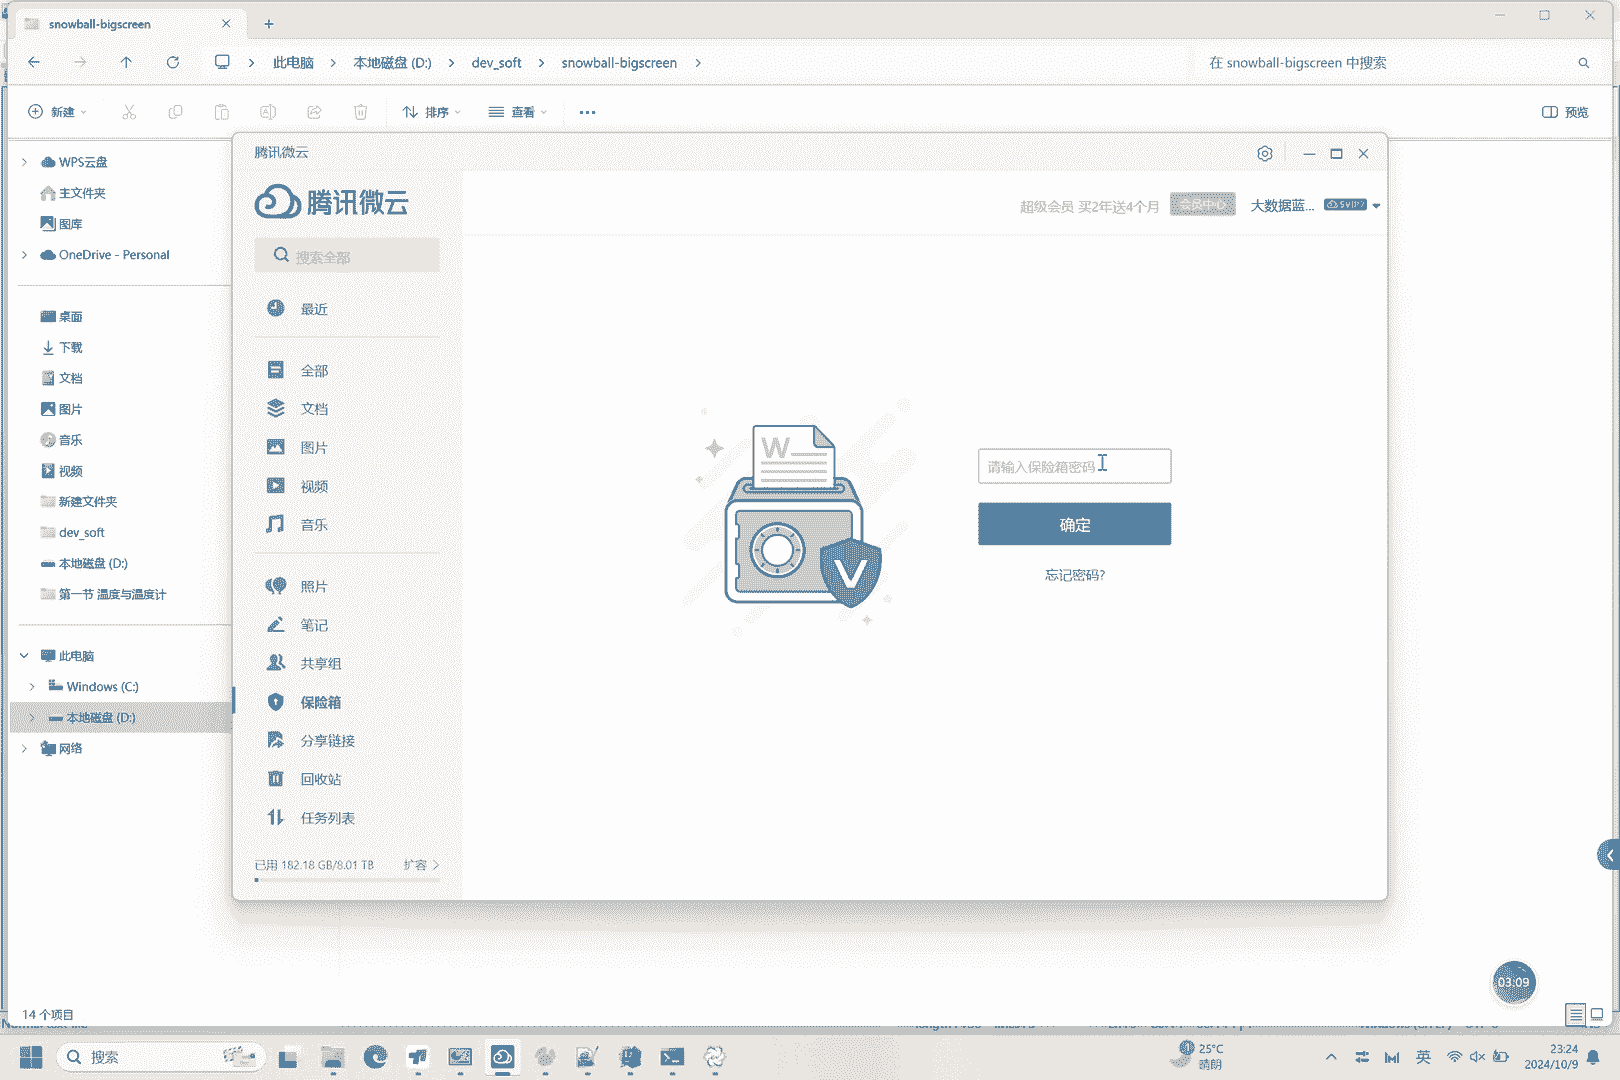 snowball-bigscreen
此电脑
本地磁盘 (D:)
dev_soft
snowball-bigscreen
在 snowball-bigscreen 中搜索
新建
排序
查看
预览
WPS云盘
主文件夹
图库
OneDrive - Personal
桌面
下载
文档
图片
音乐
视频
新建文件夹
dev_soft
本地磁盘 (D:)
第一节 温度与温度计
此电脑
Windows (C:)
本地磁盘 (D:)
网络
14 个项目
腾讯微云
腾讯微云
搜索全部
最近
全部
文档
图片
视频
音乐
照片
笔记
共享组
保险箱
分享链接
回收站
任务列表
已用 182.18 GB/8.01 TB
扩容
超级会员 买2年送4个月
会员中心
大数据蓝...
W
V
请输入保险箱密码
确定
忘记密码?
03:09
搜索
25°C
晴朗
英
23:24
2024/10/9